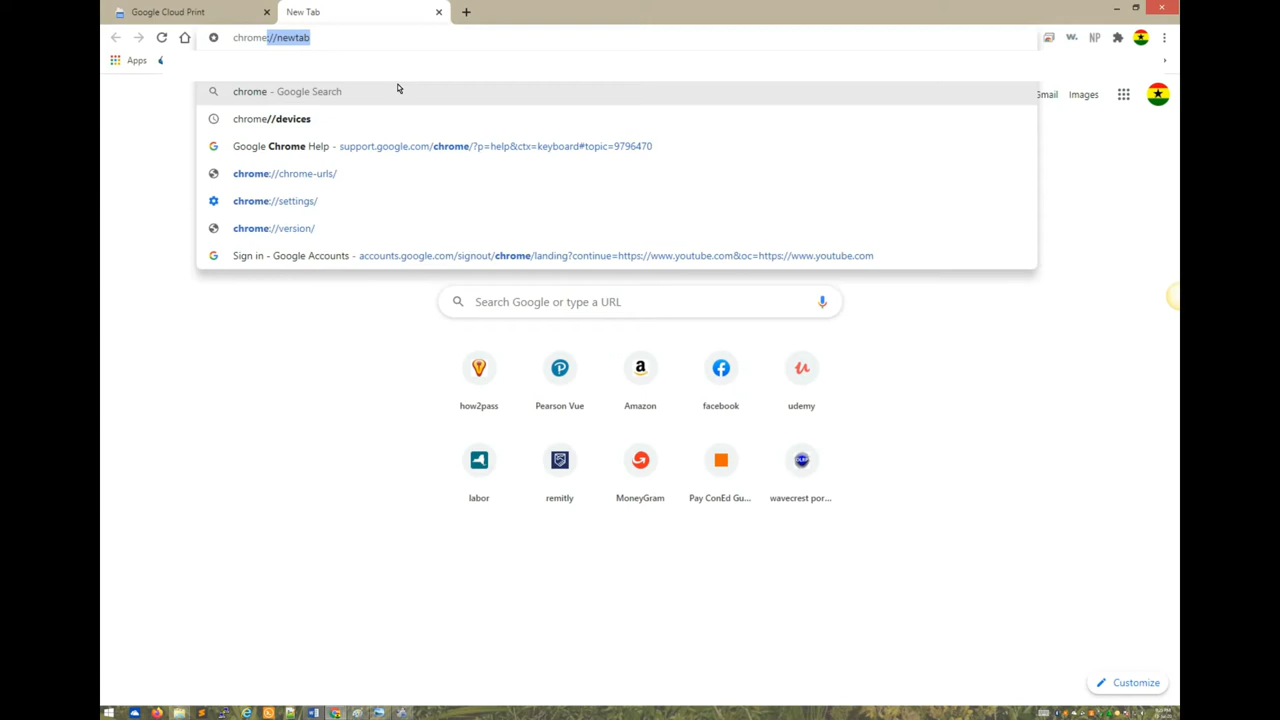 Google Cloud Print
New Tab
chrome://newtab
Apps
chrome - Google Search
chrome//devices
Google Chrome Help - support.google.com/chrome/?p=help&ctx=keyboard#topic=9796470
chrome://chrome-urls/
chrome://settings/
chrome://version/
Sign in - Google Accounts - accounts.google.com/signout/chrome/landing?continue=https://www.youtube.com&oc=https://www.youtube.com
Gmail Images
Search Google or type a URL
how2pass Pearson Vue Amazon facebook udemy
labor remitly MoneyGram Pay ConEd Gu... wavecrest por...
Customize